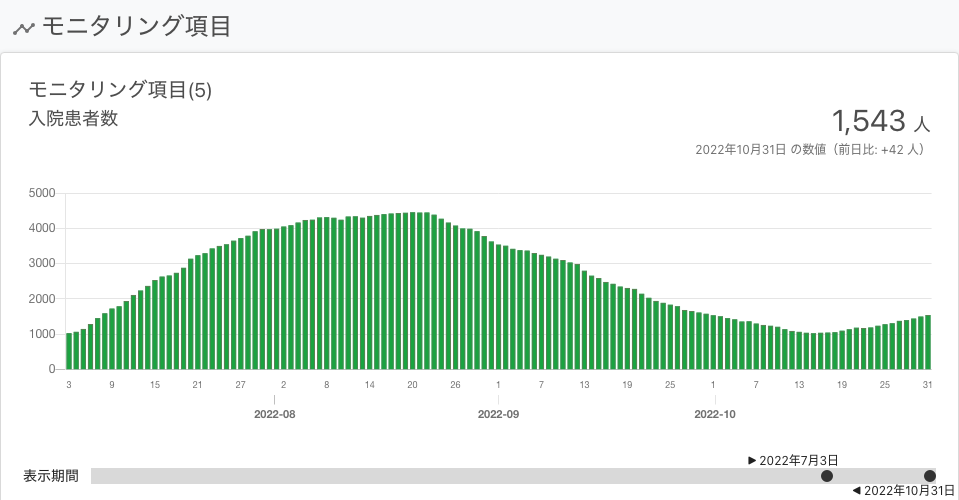 モニタリング項目
モニタリング項目(5)
入院患者数
1,543 人
2022年10月31日 の数値（前日比: +42 人）
5000
4000
3000
2000
1000
0
3 9 15 21 27 2 8 14 20 26 1 7 13 19 25 1 7 13 19 25 31
2022-08 2022-09 2022-10
▶ 2022年7月3日
表示期間
◀ 2022年10月31日